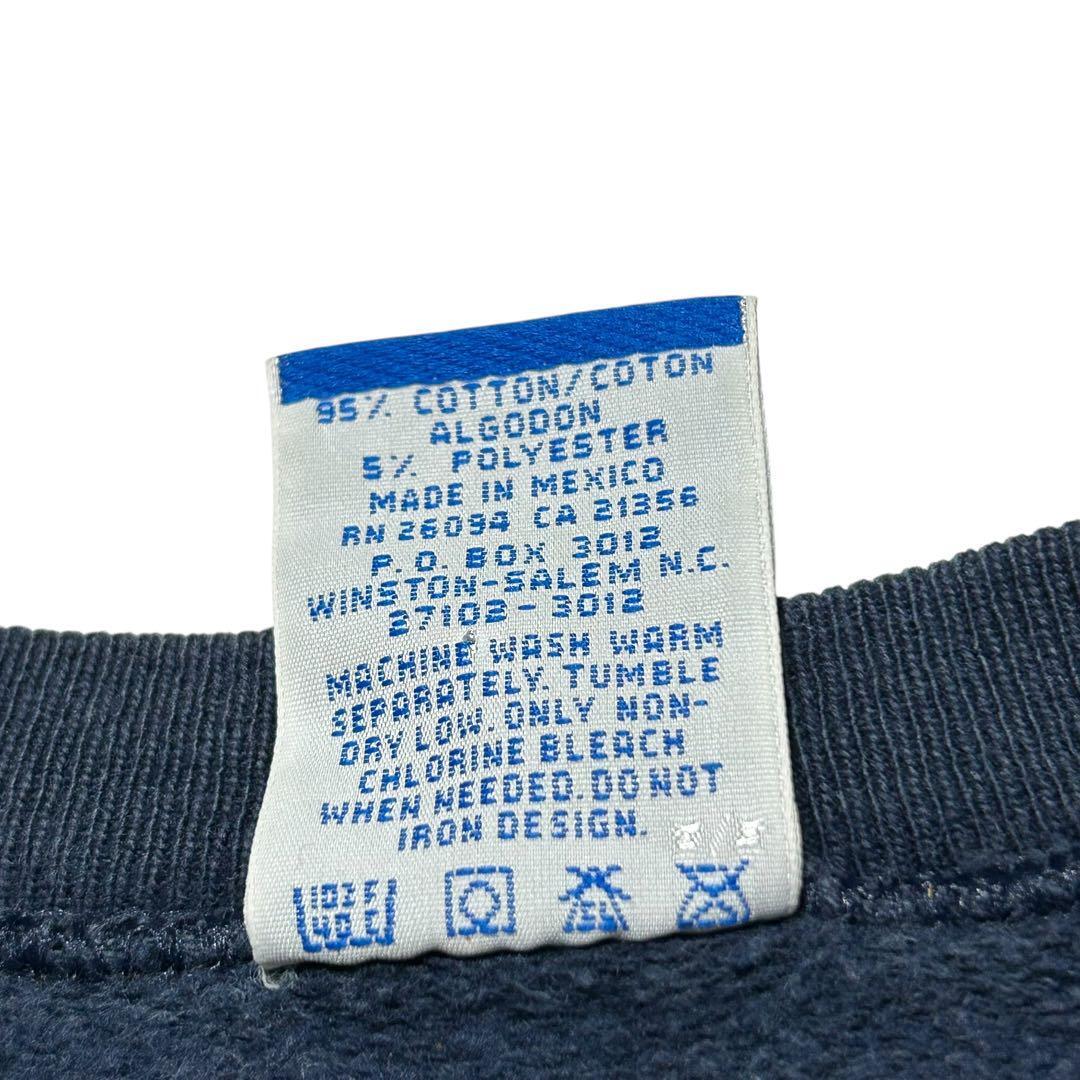 95% COTTON/COTON
ALGODON
5% POLYESTER
MADE IN MEXICO
RN 26094 CA 21356
P.O. BOX 3012
WINSTON-SALEM N.C.
27102-3012
MACHINE WASH WARM
SEPARATELY. TUMBLE
DRY LOW. ONLY NON-
CHLORINE BLEACH
WHEN NEEDED. DO NOT
IRON DESIGN.
102 F